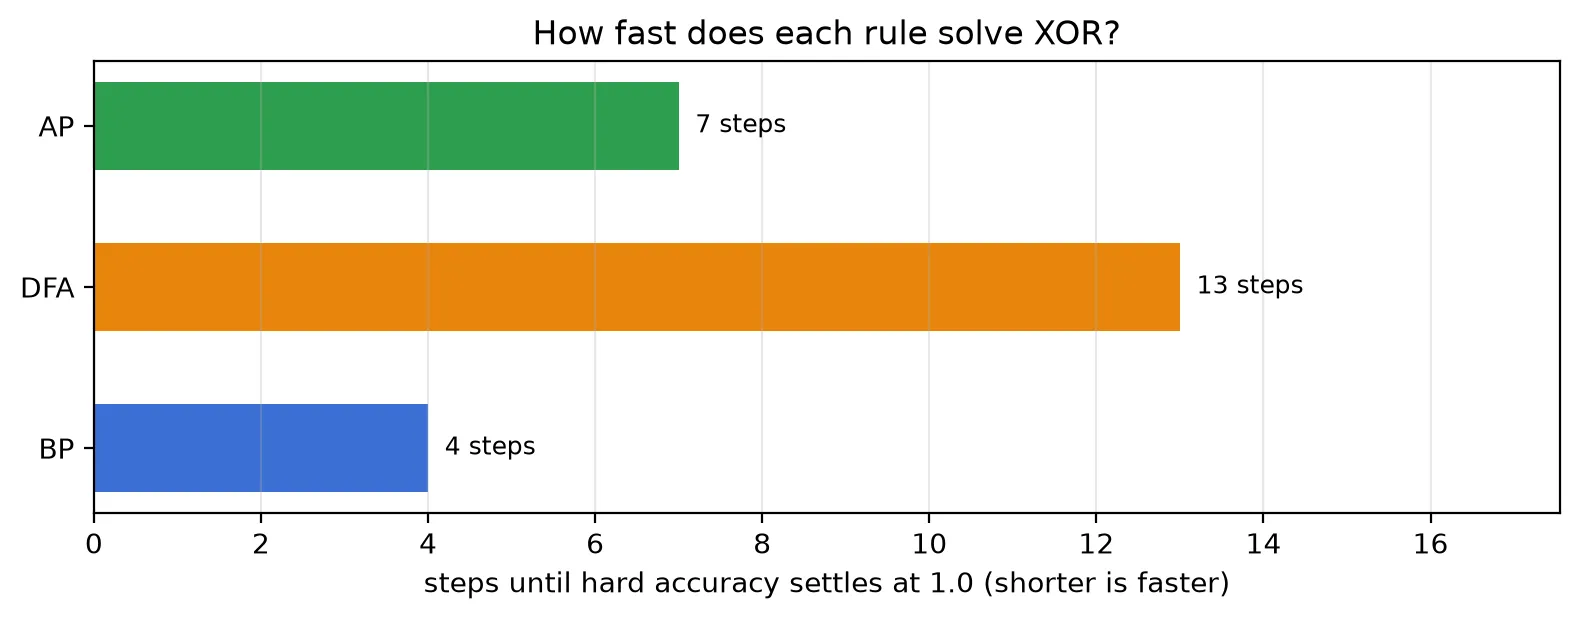 How fast does each rule solve XOR?
AP
7 steps
DFA
13 steps
BP
4 steps
0 2 4 6 8 10 12 14 16
steps until hard accuracy settles at 1.0 (shorter is faster)